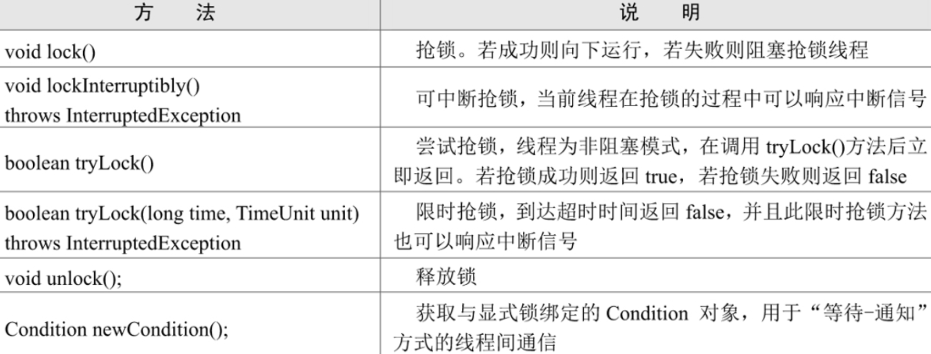 方 法 说 明
void lock() 抢锁。若成功则向下运行，若失败则阻塞抢锁线程
void lockInterruptibly()
throws InterruptedException
可中断抢锁，当前线程在抢锁的过程中可以响应中断信号
boolean tryLock()
尝试抢锁，线程为非阻塞模式，在调用 tryLock()方法后立
即返回。若抢锁成功则返回 true，若抢锁失败则返回 false
boolean tryLock(long time, TimeUnit unit)
throws InterruptedException
限时抢锁，到达超时时间返回 false，并且此限时抢锁方法
也可以响应中断信号
void unlock(); 释放锁
Condition newCondition();
获取与显式锁绑定的 Condition 对象，用于“等待-通知”
方式的线程间通信